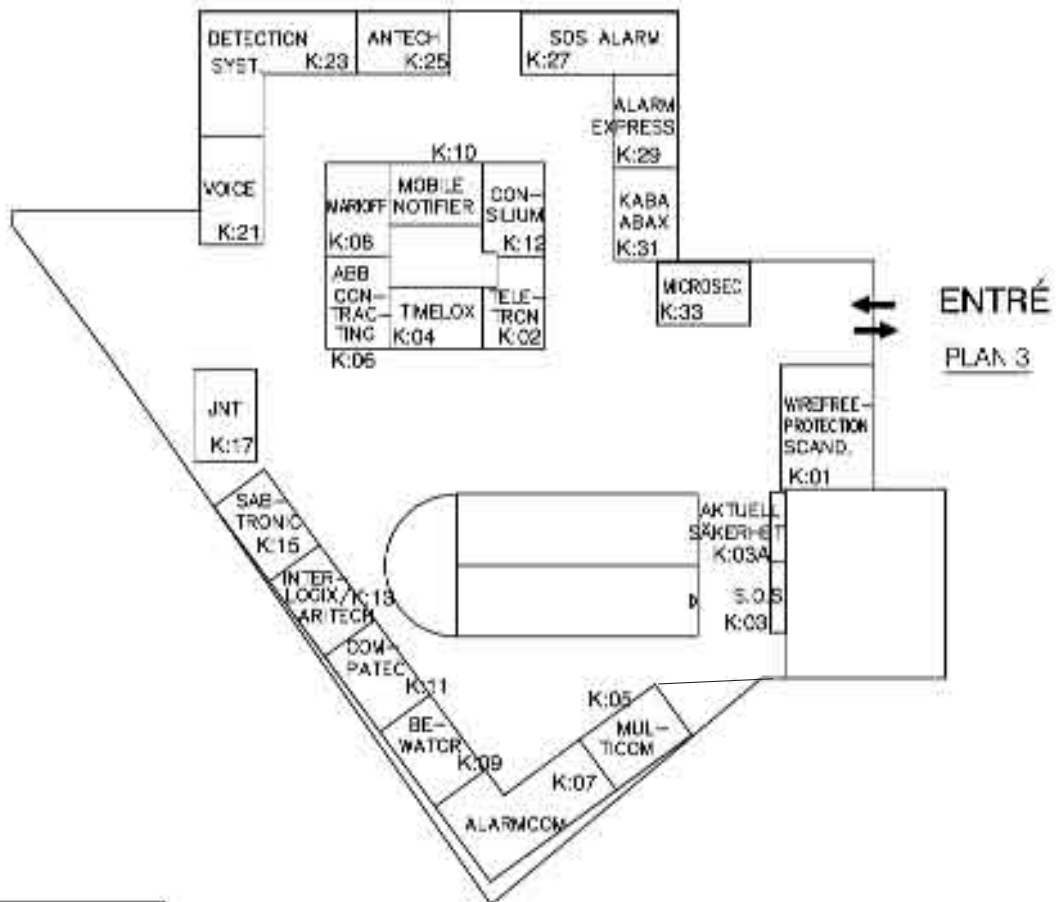 DETECTION
SYST.
K:23
ANTECH
K:25
SOS ALARM
K:27
ALARM
EXPRESS
K:29
KABA
ABAX
K:31
MICROSEC
K:33
ENTRÉ
PLAN 3
VOICE
K:21
K:10
MOBILE
NOTIFIER
MARIOFF
K:08
CON-
SILIUM
K:12
ABB
CON-
TRAC-
TING
K:06
TIMELOX
K:04
TELE-
TRON
K:02
JNT
K:17
WIREFREE-
PROTECTION
SCAND.
K:01
AKTUELL
SÄKERHET
K:03A
S.O.S
K:03
SAB-
TRONIC
K:15
INTER-
LOGIX/
ARITECH
K:13
COM-
PATEC
K:11
BE-
WATOR
K:09
K:05
MUL-
TICOM
K:07
ALARMCOM